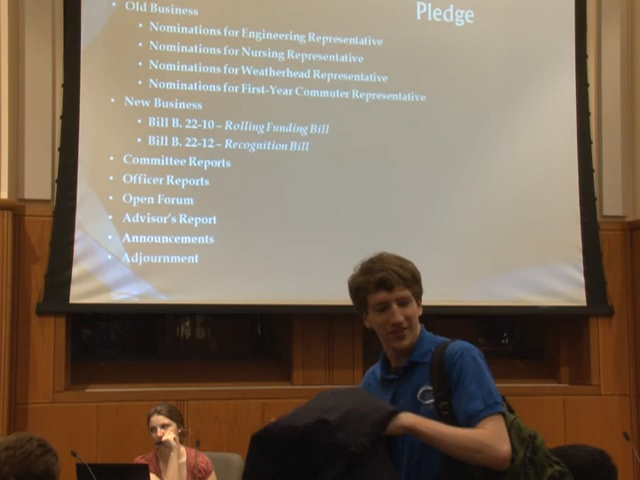 Pledge
• Old Business
• Nominations for Engineering Representative
• Nominations for Nursing Representative
• Nominations for Weatherhead Representative
• Nominations for First-Year Commuter Representative
• New Business
• Bill B. 22-10 – Rolling Funding Bill
• Bill B. 22-12 – Recognition Bill
• Committee Reports
• Officer Reports
• Open Forum
• Advisor's Report
• Announcements
• Adjournment